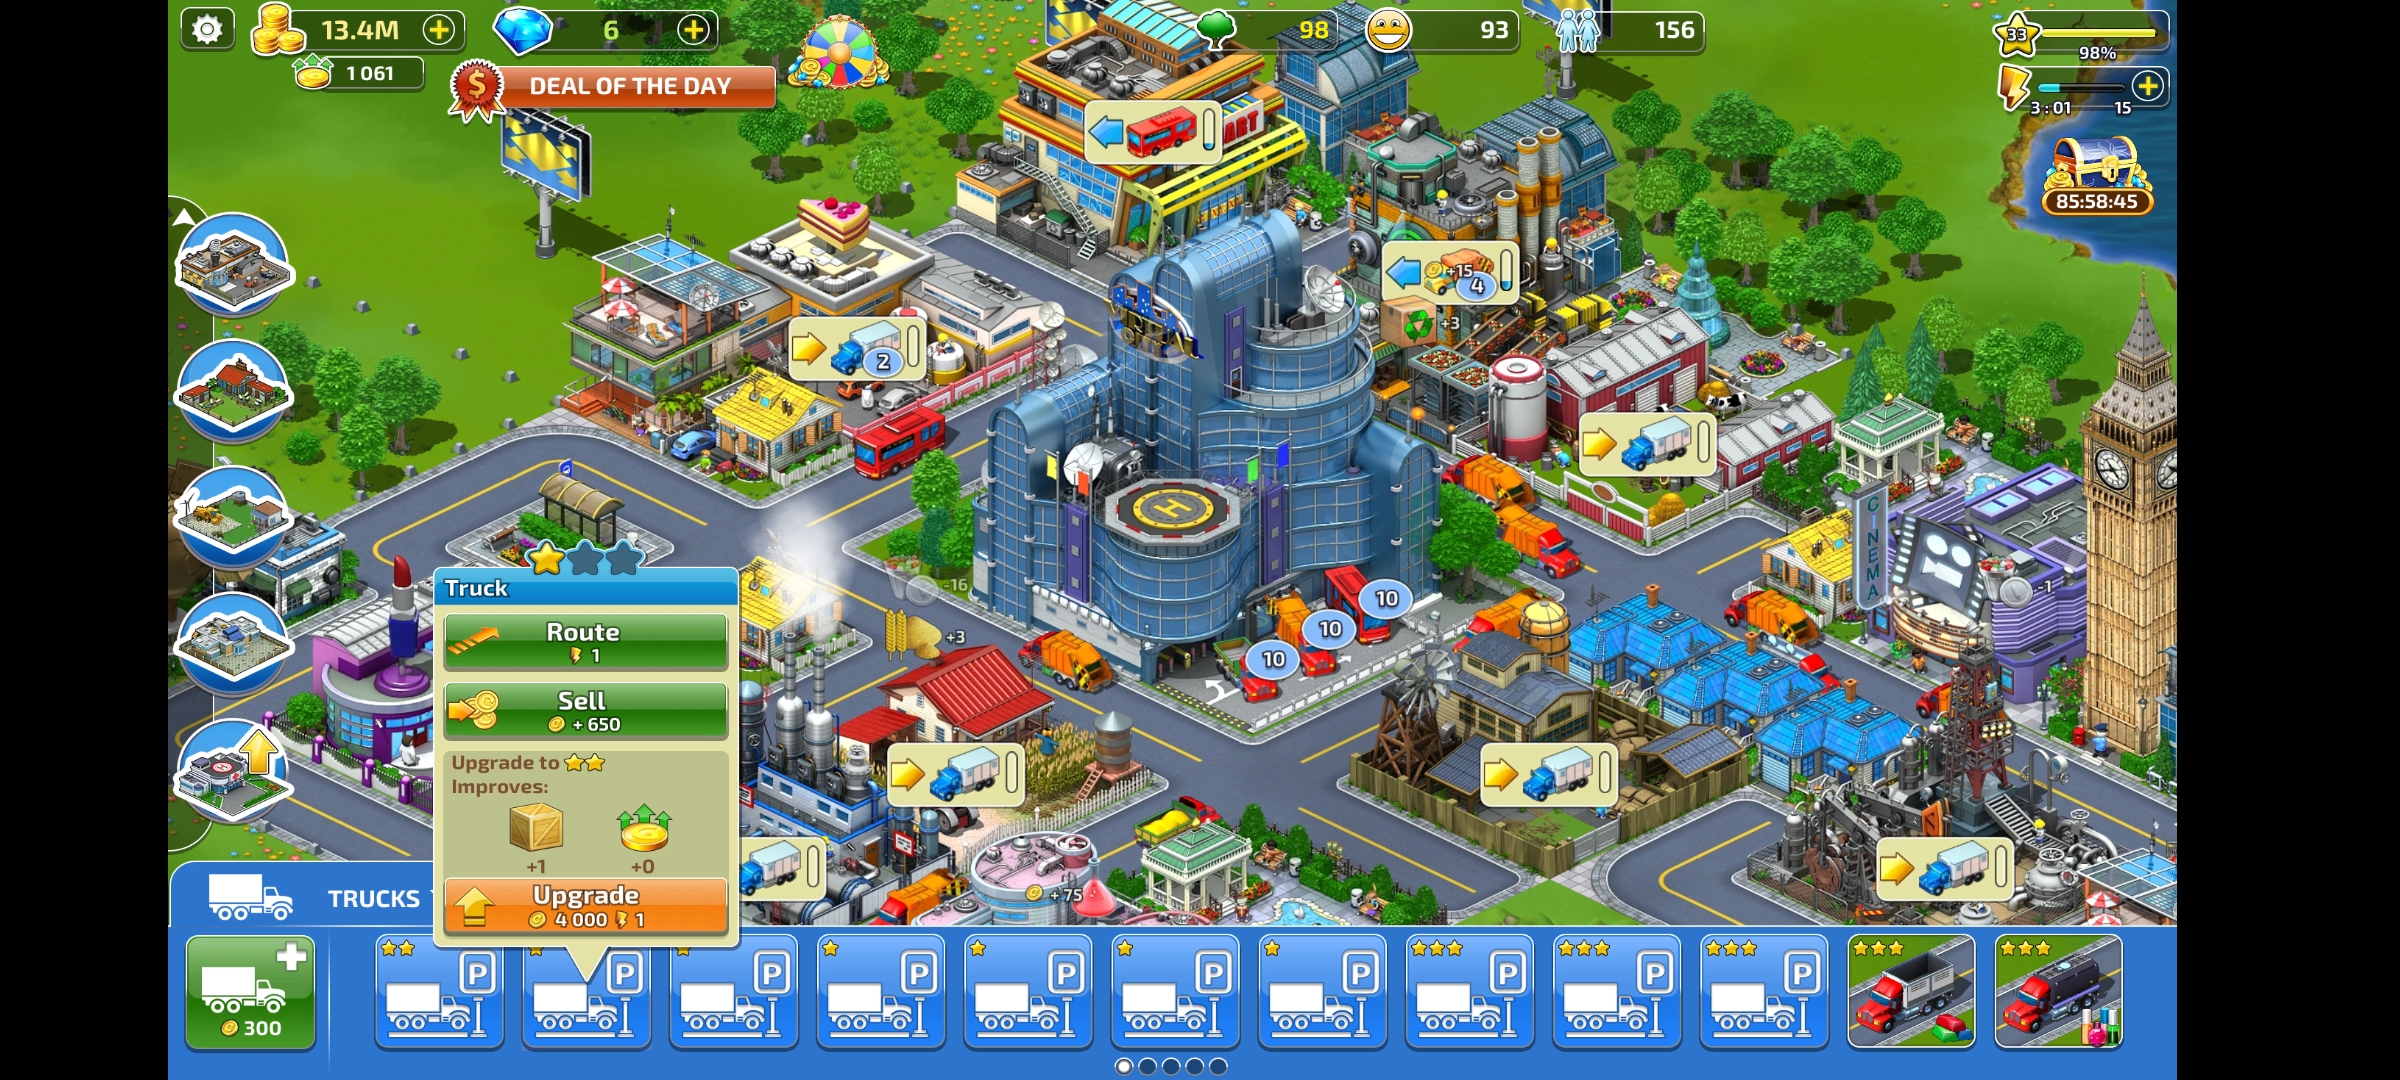 13.4M
6
98
93
156
33
98%
1 061
DEAL OF THE DAY
3:01
15
85:58:45
ART
+15
4
+3
2
H
CINEMA
-16
-1
+3
10
10
10
+75
Truck
Route
1
Sell
+ 650
Upgrade to
Improves:
+1
+0
Upgrade
4 000 1
TRUCKS
300
P
P
P
P
P
P
P
P
P
P